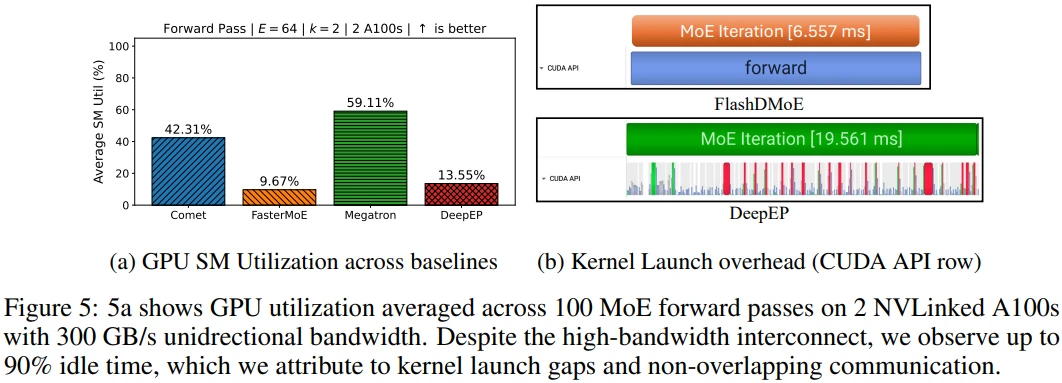 Forward Pass | E = 64 | k = 2 | 2 A100s | ↑ is better
Average SM Util (%)
100
80
60
40
20
0
42.31%
9.67%
59.11%
13.55%
Comet
FasterMoE
Megatron
DeepEP
(a) GPU SM Utilization across baselines
MoE Iteration [6.557 ms]
CUDA API
forward
FlashDMoE
MoE Iteration [19.561 ms]
CUDA API
DeepEP
(b) Kernel Launch overhead (CUDA API row)
Figure 5: 5a shows GPU utilization averaged across 100 MoE forward passes on 2 NVLinked A100s
with 300 GB/s unidirectional bandwidth. Despite the high-bandwidth interconnect, we observe up to
90% idle time, which we attribute to kernel launch gaps and non-overlapping communication.